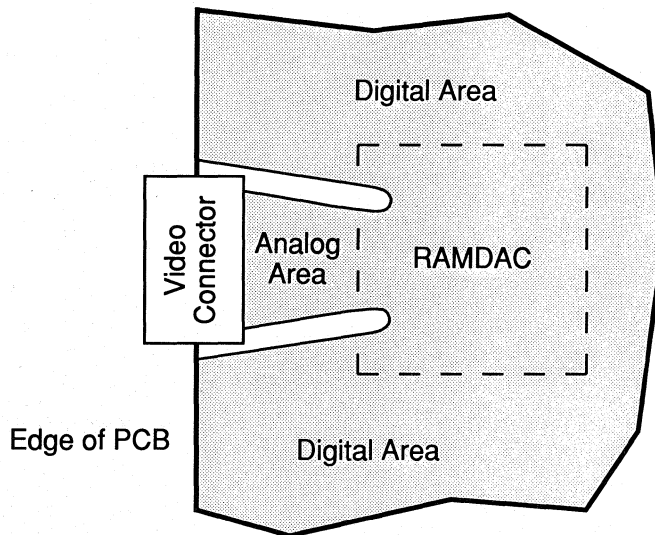 Digital Area
Video
Connector
Analog
Area
RAMDAC
Edge of PCB
Digital Area